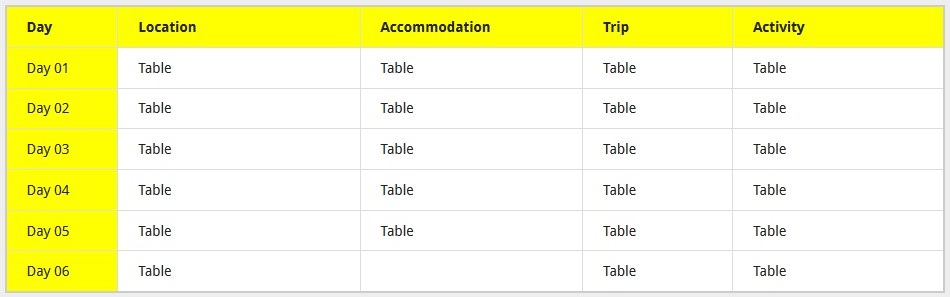 Day Location Accommodation Trip Activity
Day 01 Table Table Table Table
Day 02 Table Table Table Table
Day 03 Table Table Table Table
Day 04 Table Table Table Table
Day 05 Table Table Table Table
Day 06 Table Table Table